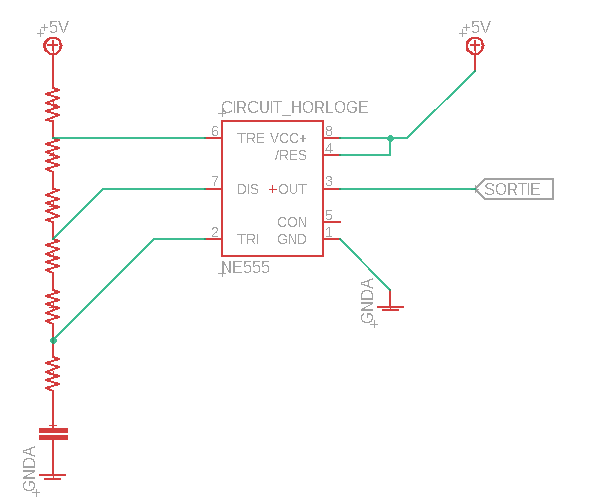 +5V
+5V
CIRCUIT_HORLOGE
6 TRE VCC+ 8
/RES 4
7 DIS +OUT 3
SORTIE
CON 5
2 TRI GND 1
NE555
GNDA
GNDA